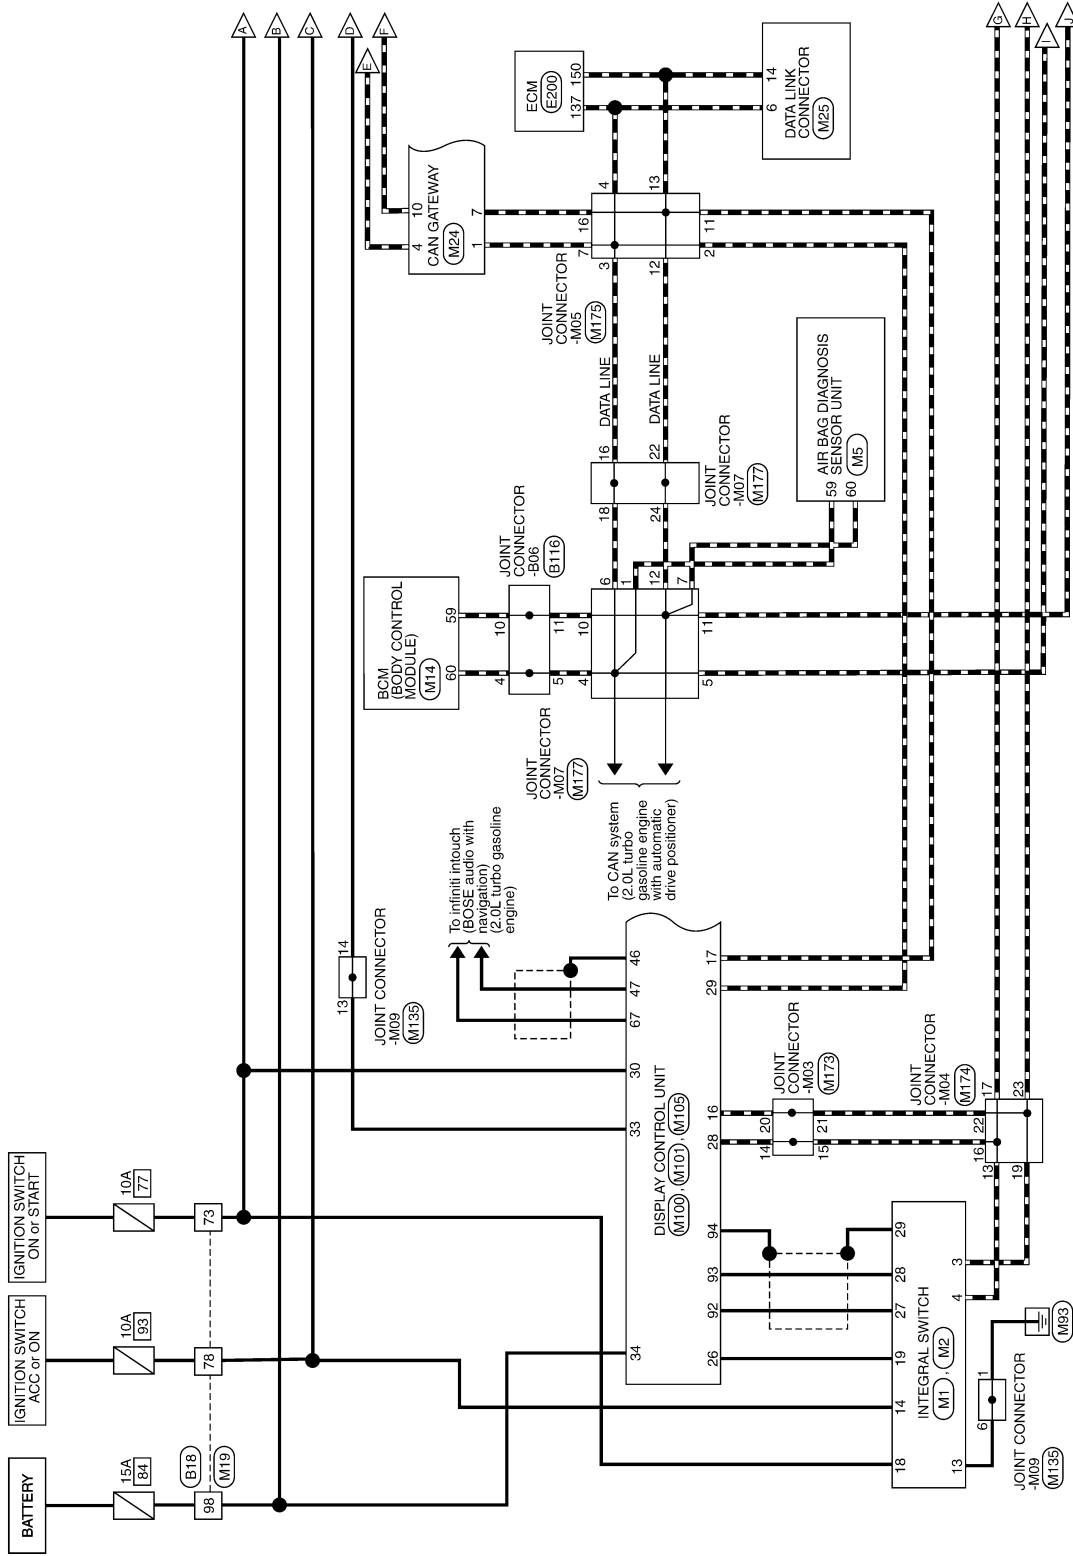 BATTERY
15A
84
98
B18
M19
IGNITION SWITCH
ACC or ON
10A
93
78
IGNITION SWITCH
ON or START
10A
77
73
A
B
C
D
E
F
G
H
I
J
13
14
JOINT CONNECTOR
-M09
M135
To infiniti intouch
(BOSE audio with
navigation)
(2.0L turbo gasoline
engine)
34
33
30
67
47
46
DISPLAY CONTROL UNIT
M100 , M101 , M105
26
92
93
94
28
16
29
17
18
14
19
27
28
29
INTEGRAL SWITCH
M1 , M2
13
4
3
6
1
JOINT CONNECTOR
-M09
M135
M93
14
20
15
21
JOINT
CONNECTOR
-M03
M173
16
22
13
19
17
23
JOINT
CONNECTOR
-M04
M174
BCM
(BODY CONTROL
MODULE)
M14
60
59
4
10
5
11
JOINT
CONNECTOR
-B06
B116
4
10
6
1
12
7
5
11
JOINT
CONNECTOR
-M07
M177
To CAN system
(2.0L turbo
gasoline engine
with automatic
drive positioner)
18
24
16
22
JOINT
CONNECTOR
-M07
M177
DATA LINE
DATA LINE
AIR BAG DIAGNOSIS
SENSOR UNIT
M5
59
60
CAN GATEWAY
M24
4
10
1
7
JOINT
CONNECTOR
-M05
M175
7
16
3
12
4
13
2
11
ECM
E200
137
150
DATA LINK
CONNECTOR
M25
6
14